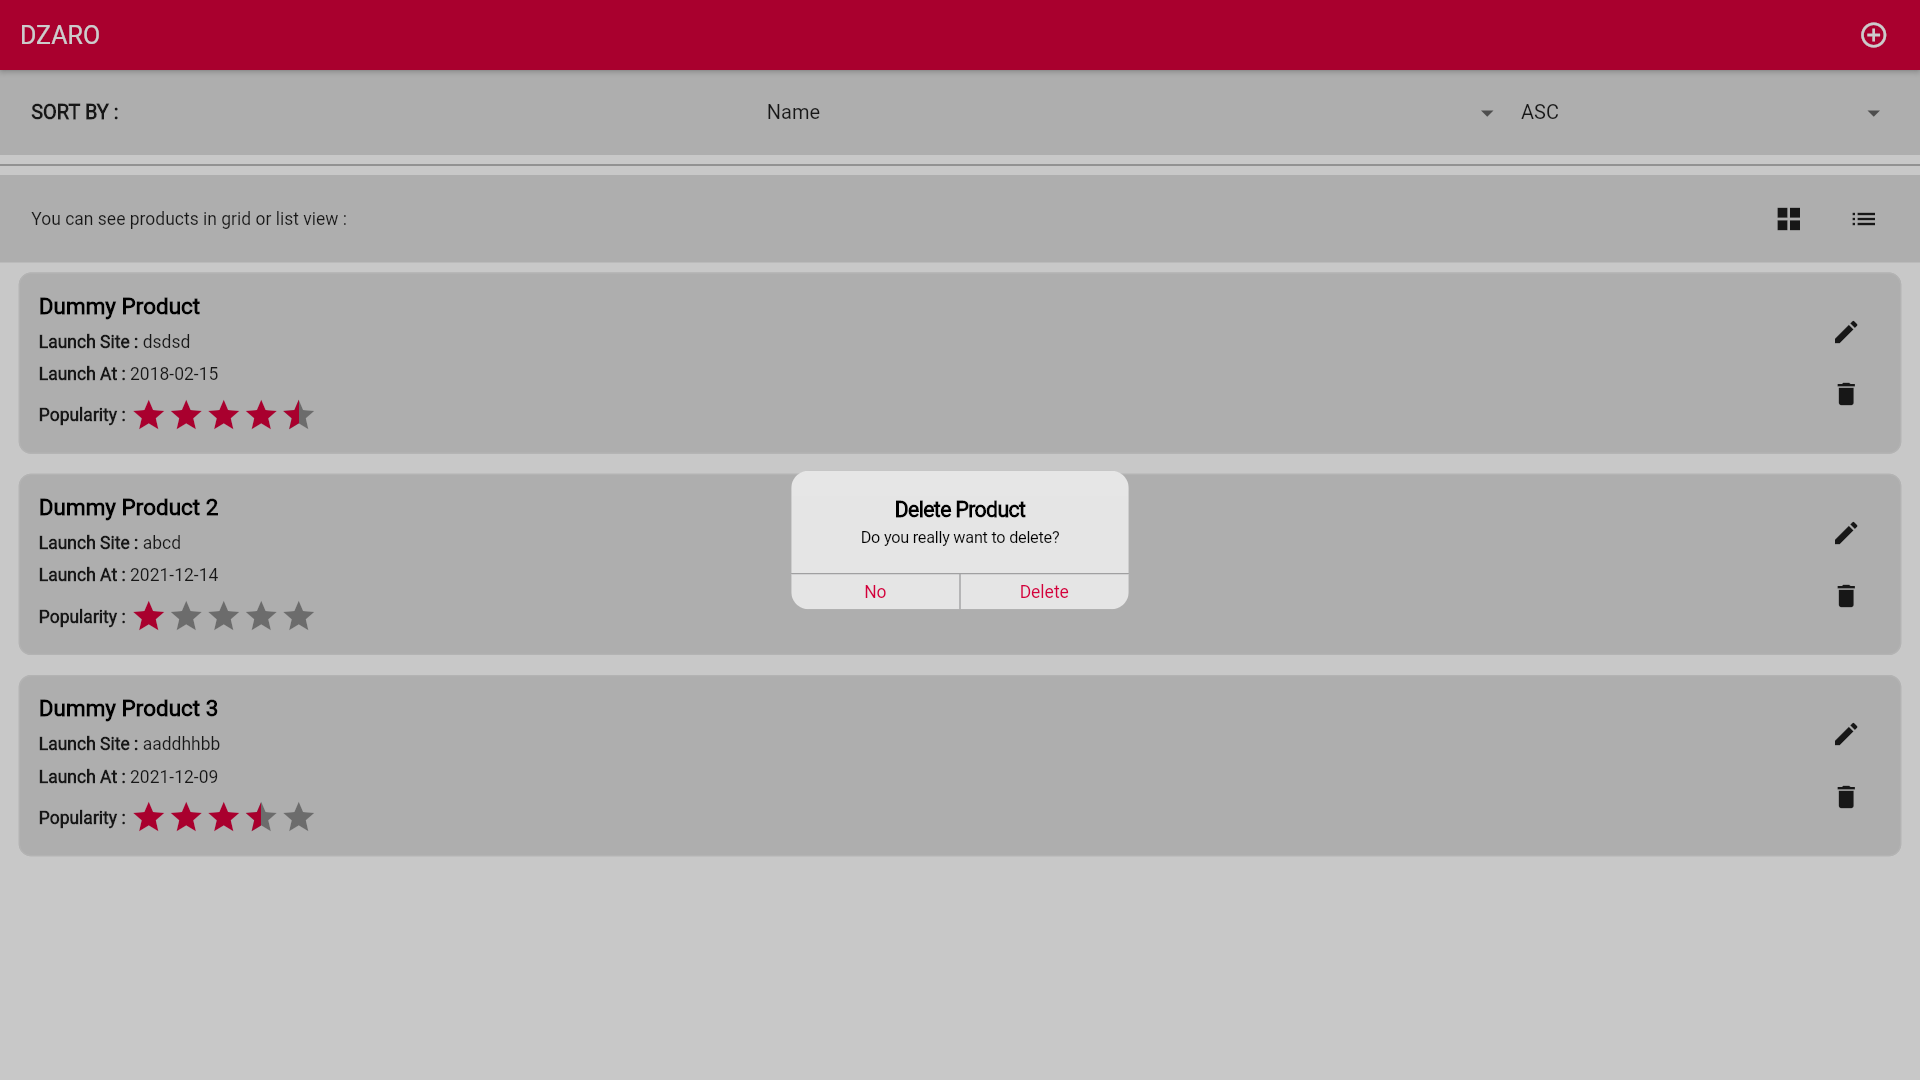 DZARO
SORT BY :
Name
ASC
You can see products in grid or list view :
Dummy Product
Launch Site : dsdsd
Launch At : 2018-02-15
Popularity :
Dummy Product 2
Launch Site : abcd
Launch At : 2021-12-14
Popularity :
Delete Product
Do you really want to delete?
No
Delete
Dummy Product 3
Launch Site : aaddhhbb
Launch At : 2021-12-09
Popularity :